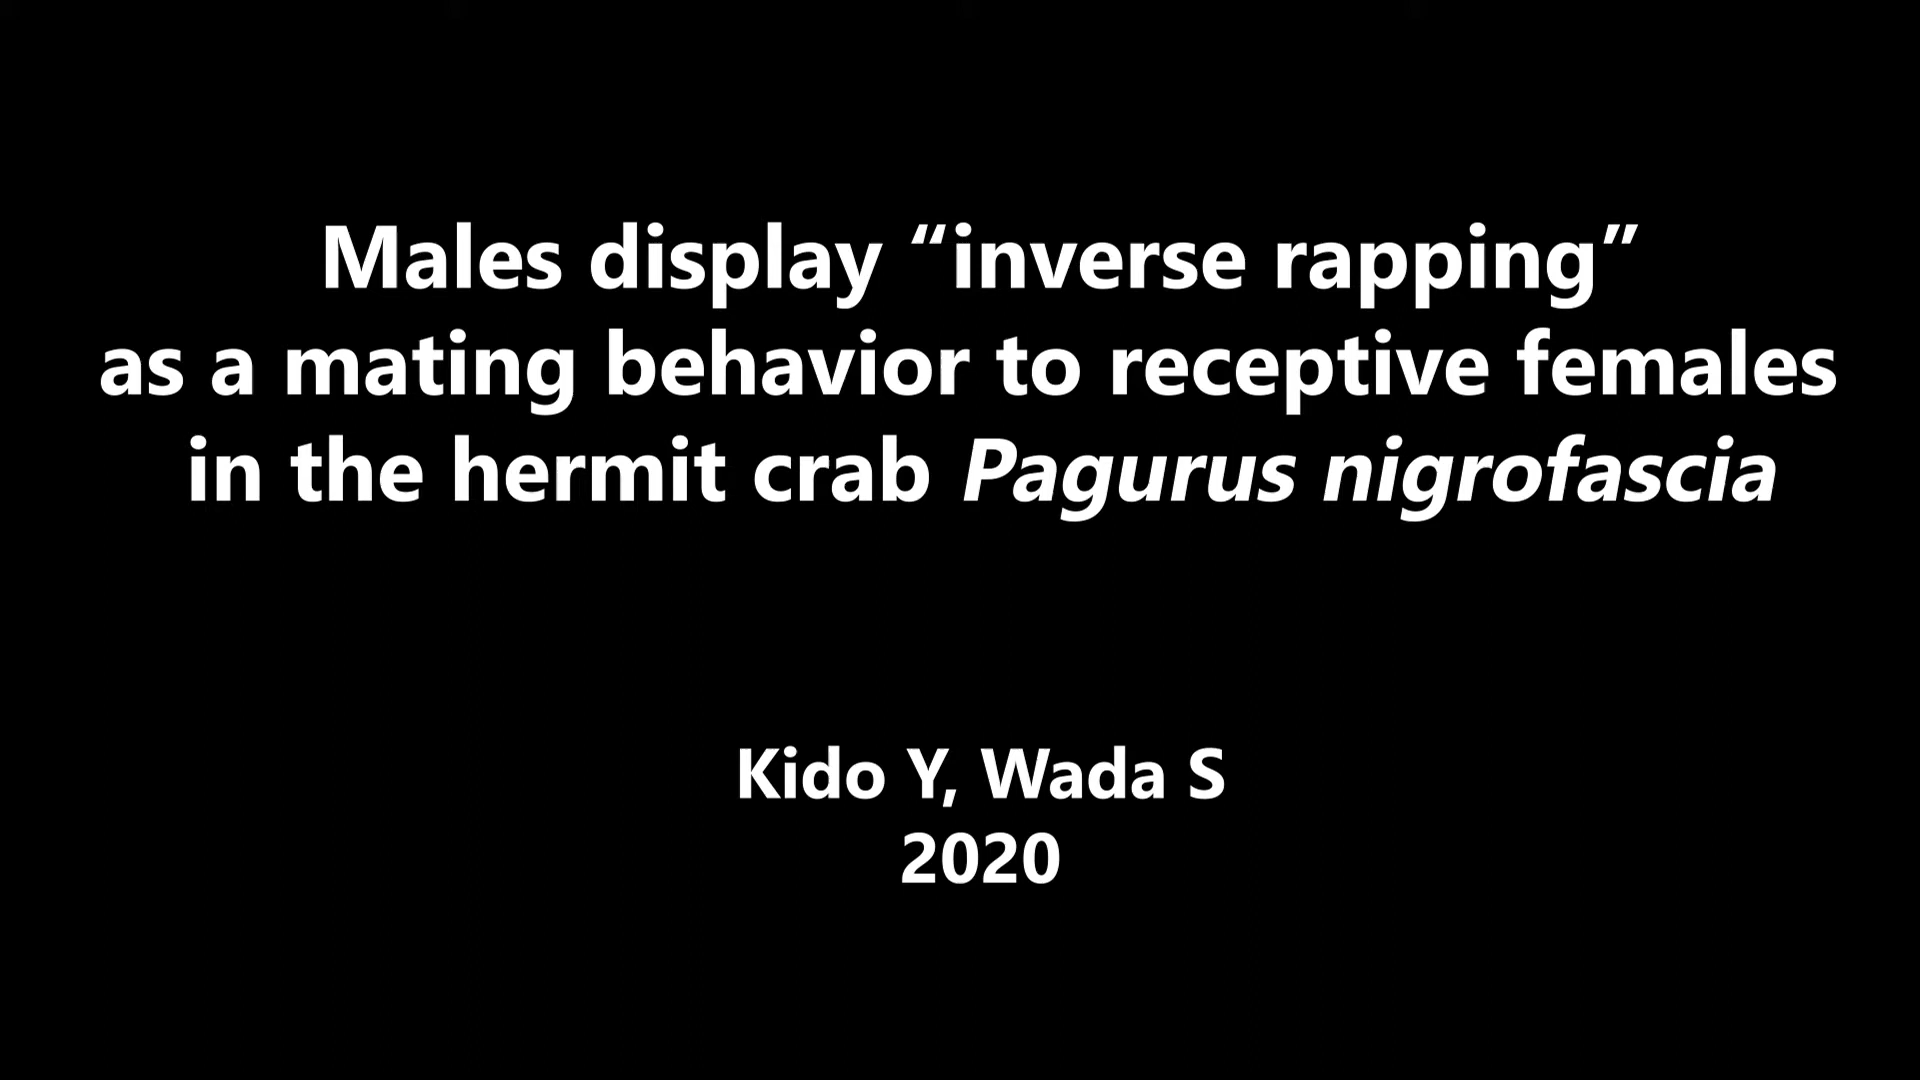 Males display “inverse rapping”
as a mating behavior to receptive females
in the hermit crab Pagurus nigrofascia
Kido Y, Wada S
2020